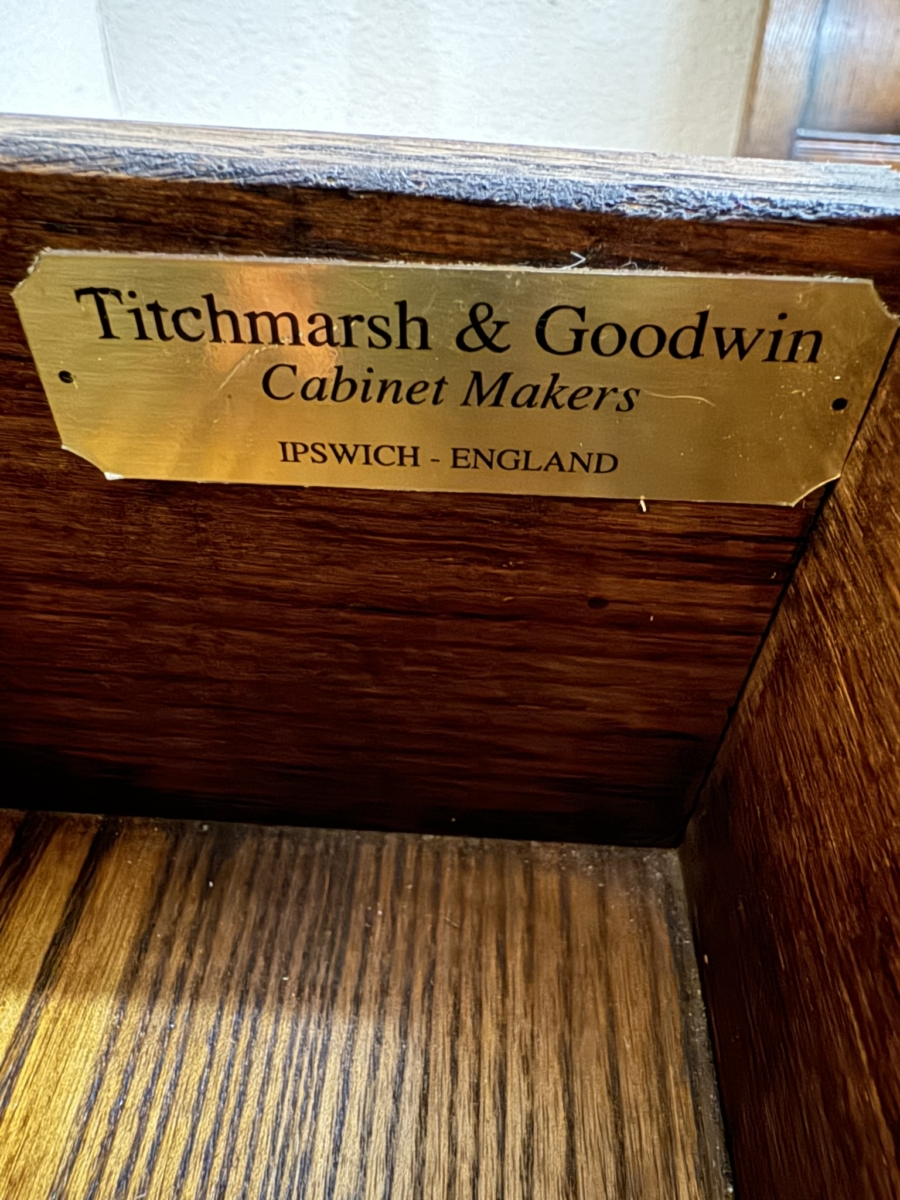 Titchmarsh & Goodwin
Cabinet Makers
IPSWICH - ENGLAND